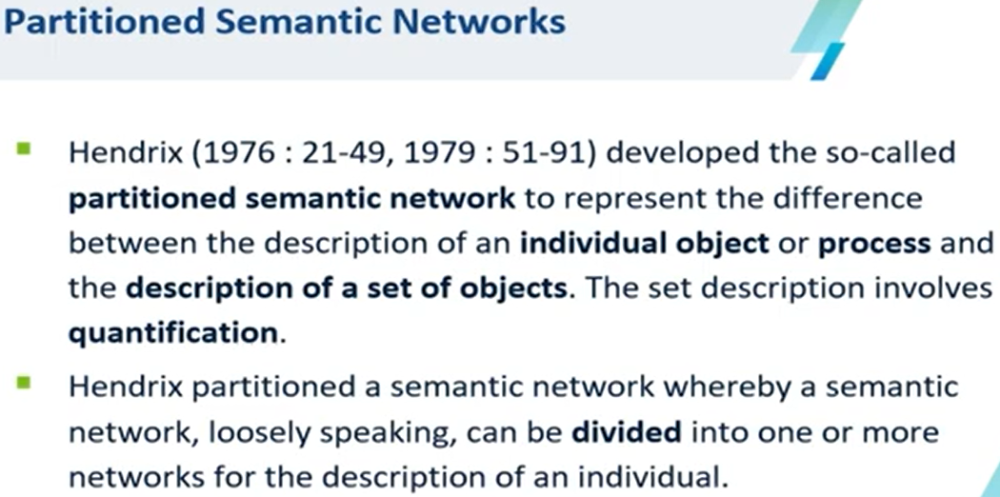 Partitioned Semantic Networks
Hendrix (1976 : 21-49, 1979 : 51-91) developed the so-called
partitioned semantic network to represent the difference
between the description of an individual object or process and
the description of a set of objects. The set description involves
quantification.
Hendrix partitioned a semantic network whereby a semantic
network, loosely speaking, can be divided into one or more
networks for the description of an individual.